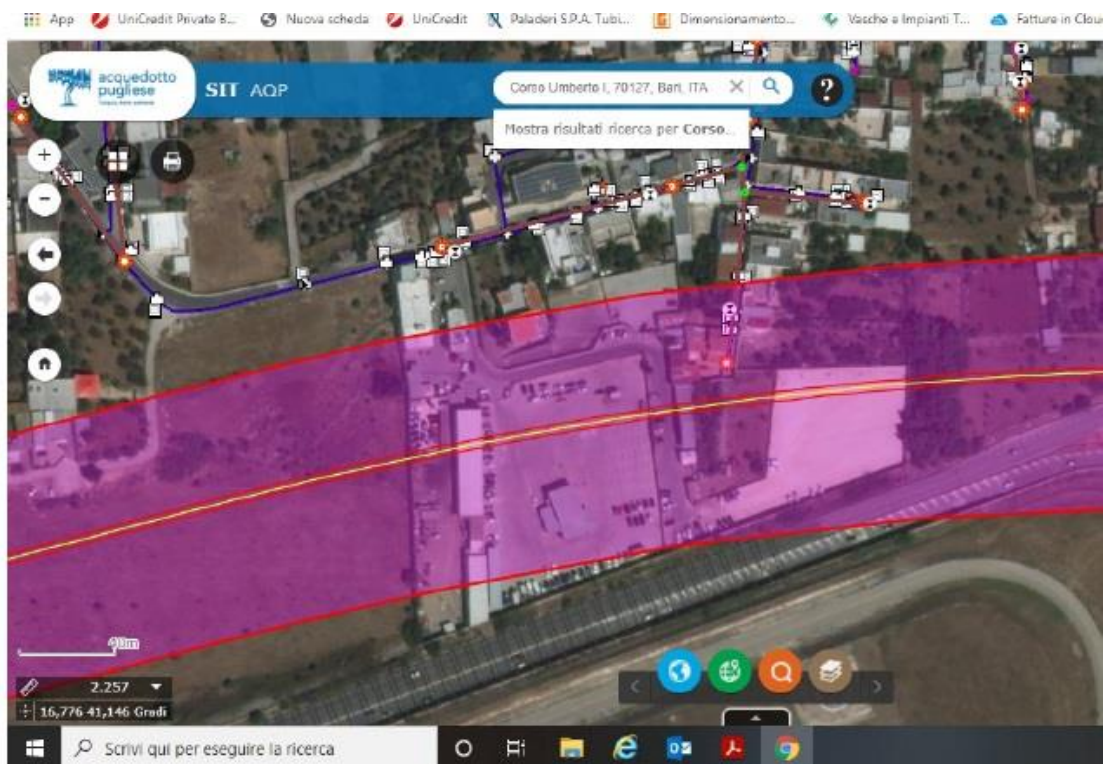 App UniCredit Private B... Nuova scheda UniCredit Paladeri S.P.A. Tubi... Dimensionamento... Vasche e Impianti T... Fatture in Clou
acquedotto
pugliese
SIT AQP
Corso Umberto I, 70127, Bari, ITA
?
Mostra risultati ricerca per Corso...
2.257
16,776 41,146 Gradi
Scrivi qui per eseguire la ricerca